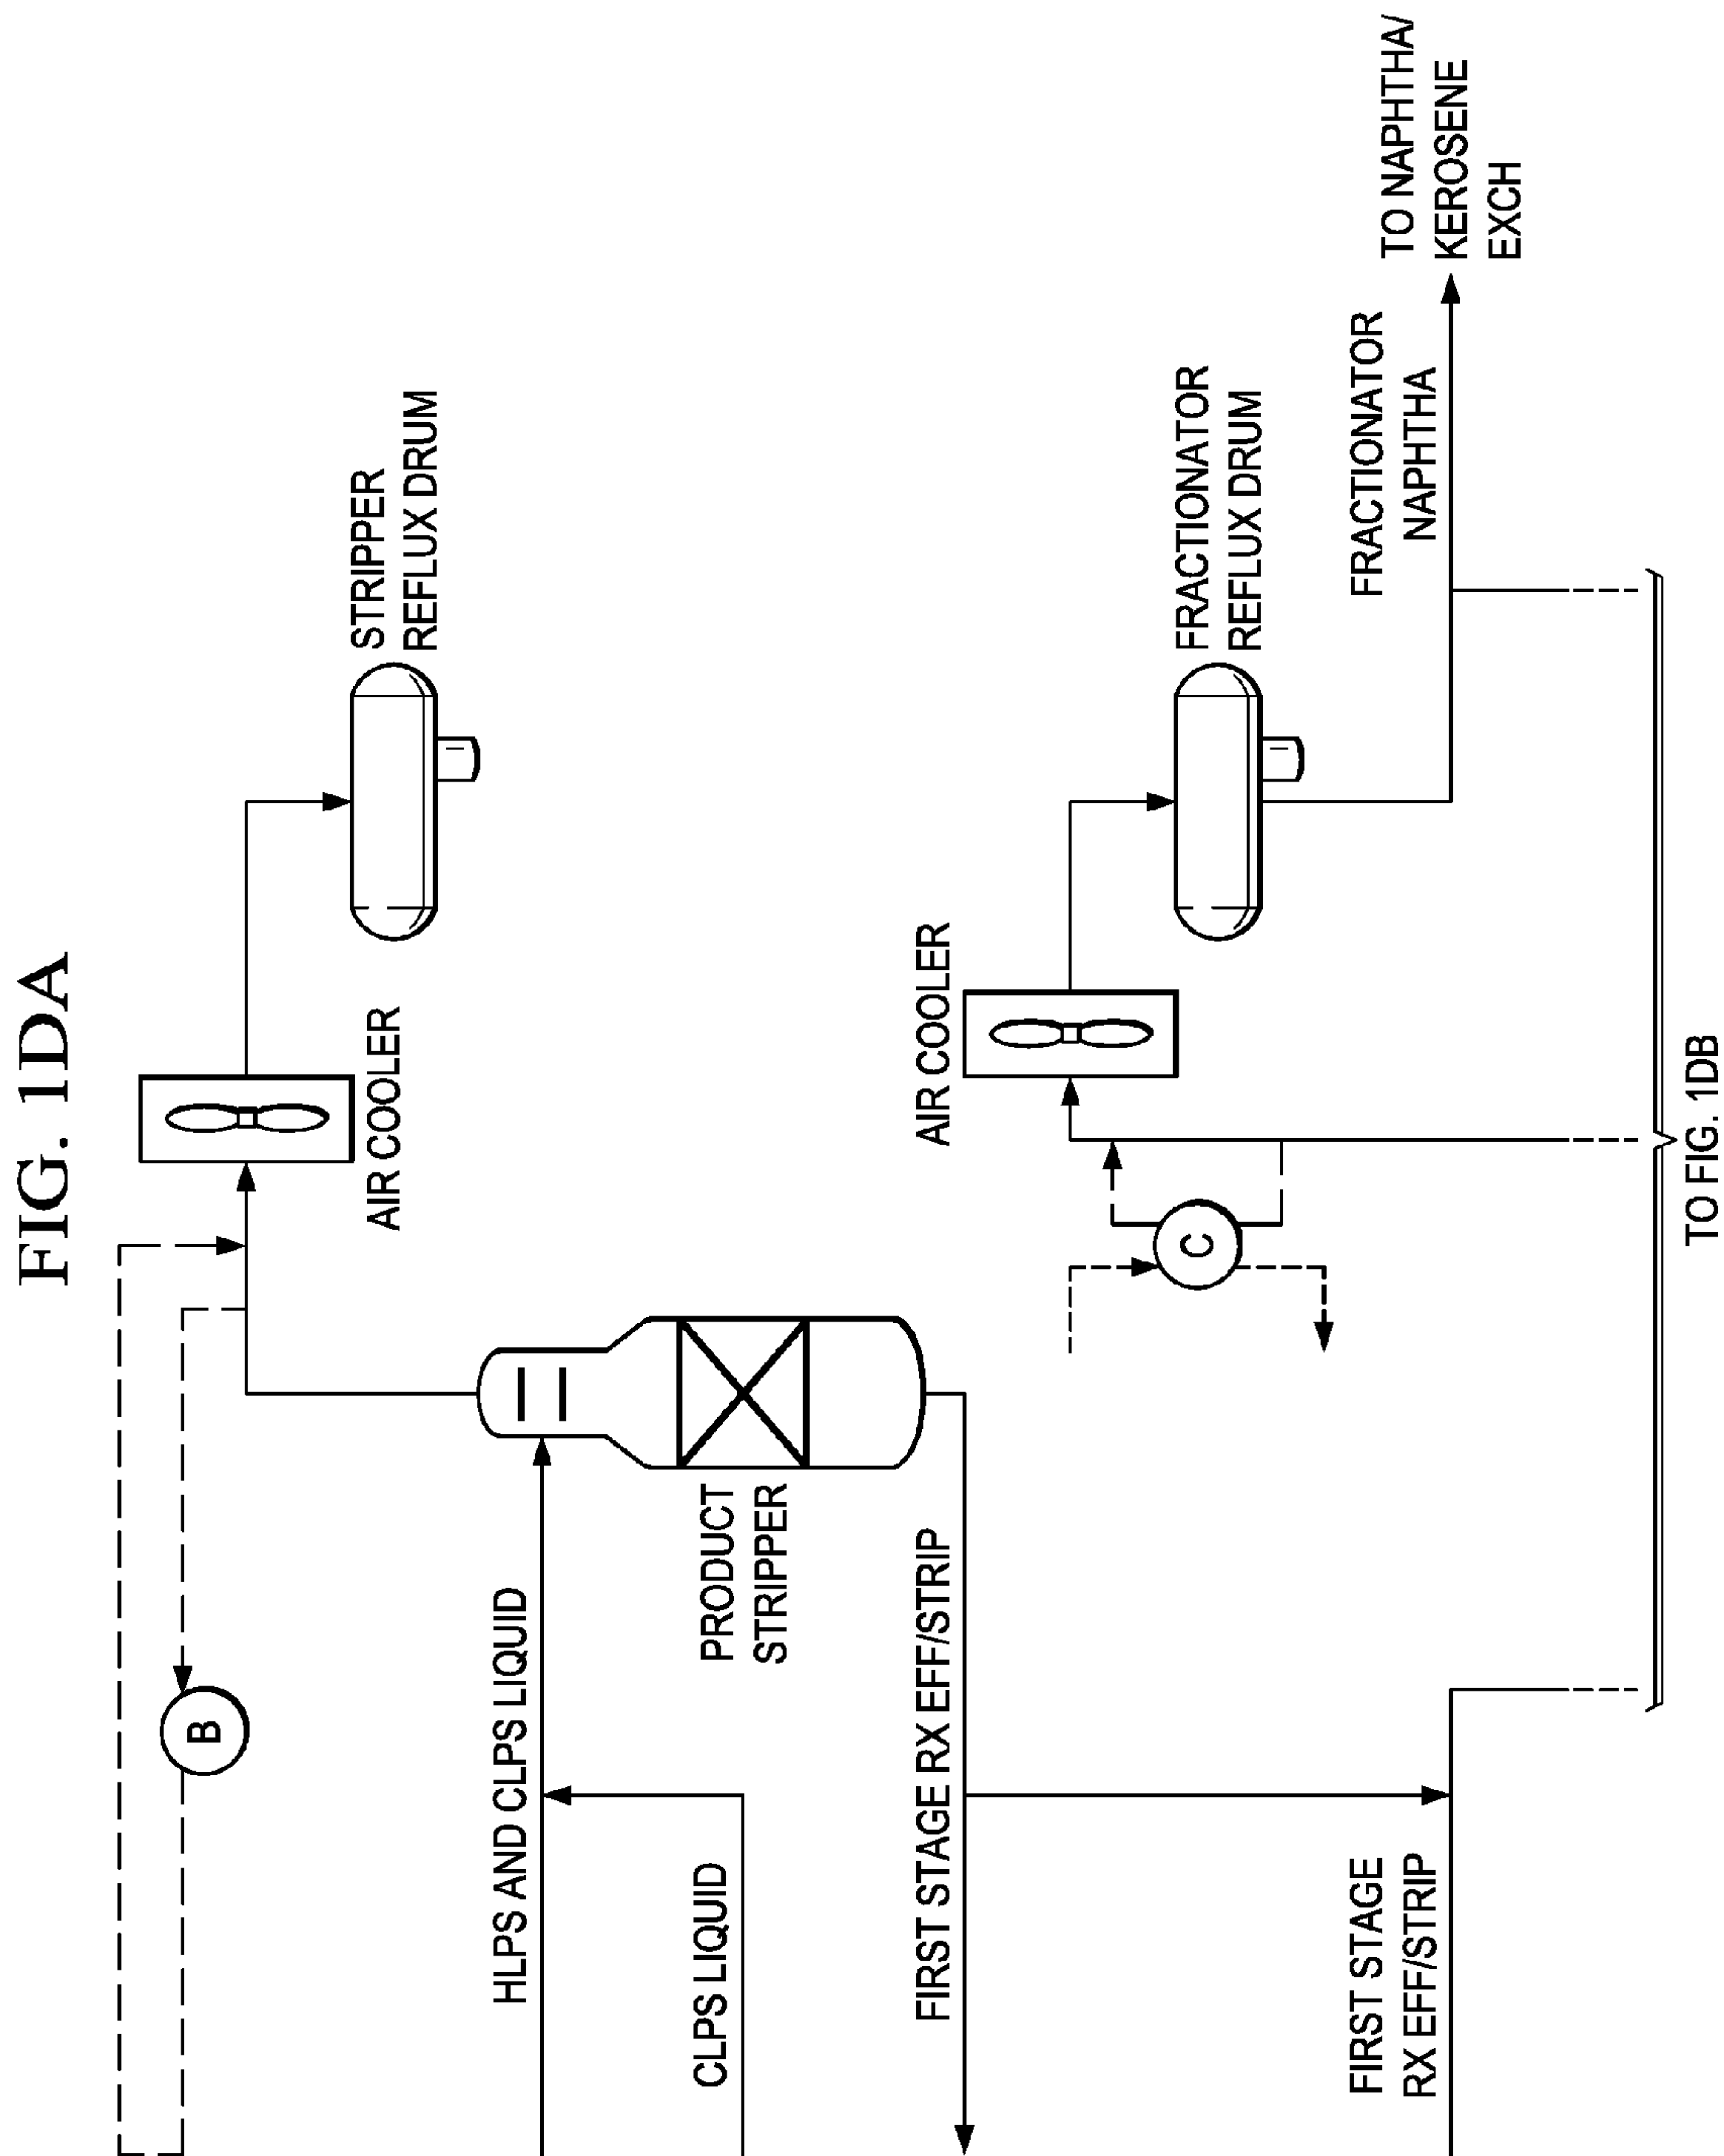 FIG. 1DA
B
AIR COOLER
STRIPPER
REFLUX DRUM
HLPS AND CLPS LIQUID
CLPS LIQUID
PRODUCT
STRIPPER
FIRST STAGE RX EFF/STRIP
C
AIR COOLER
FRACTIONATOR
REFLUX DRUM
FIRST STAGE
RX EFF/STRIP
FRACTIONATOR
NAPHTHA
TO NAPHTHA/
KEROSENE
EXCH
TO FIG. 1DB